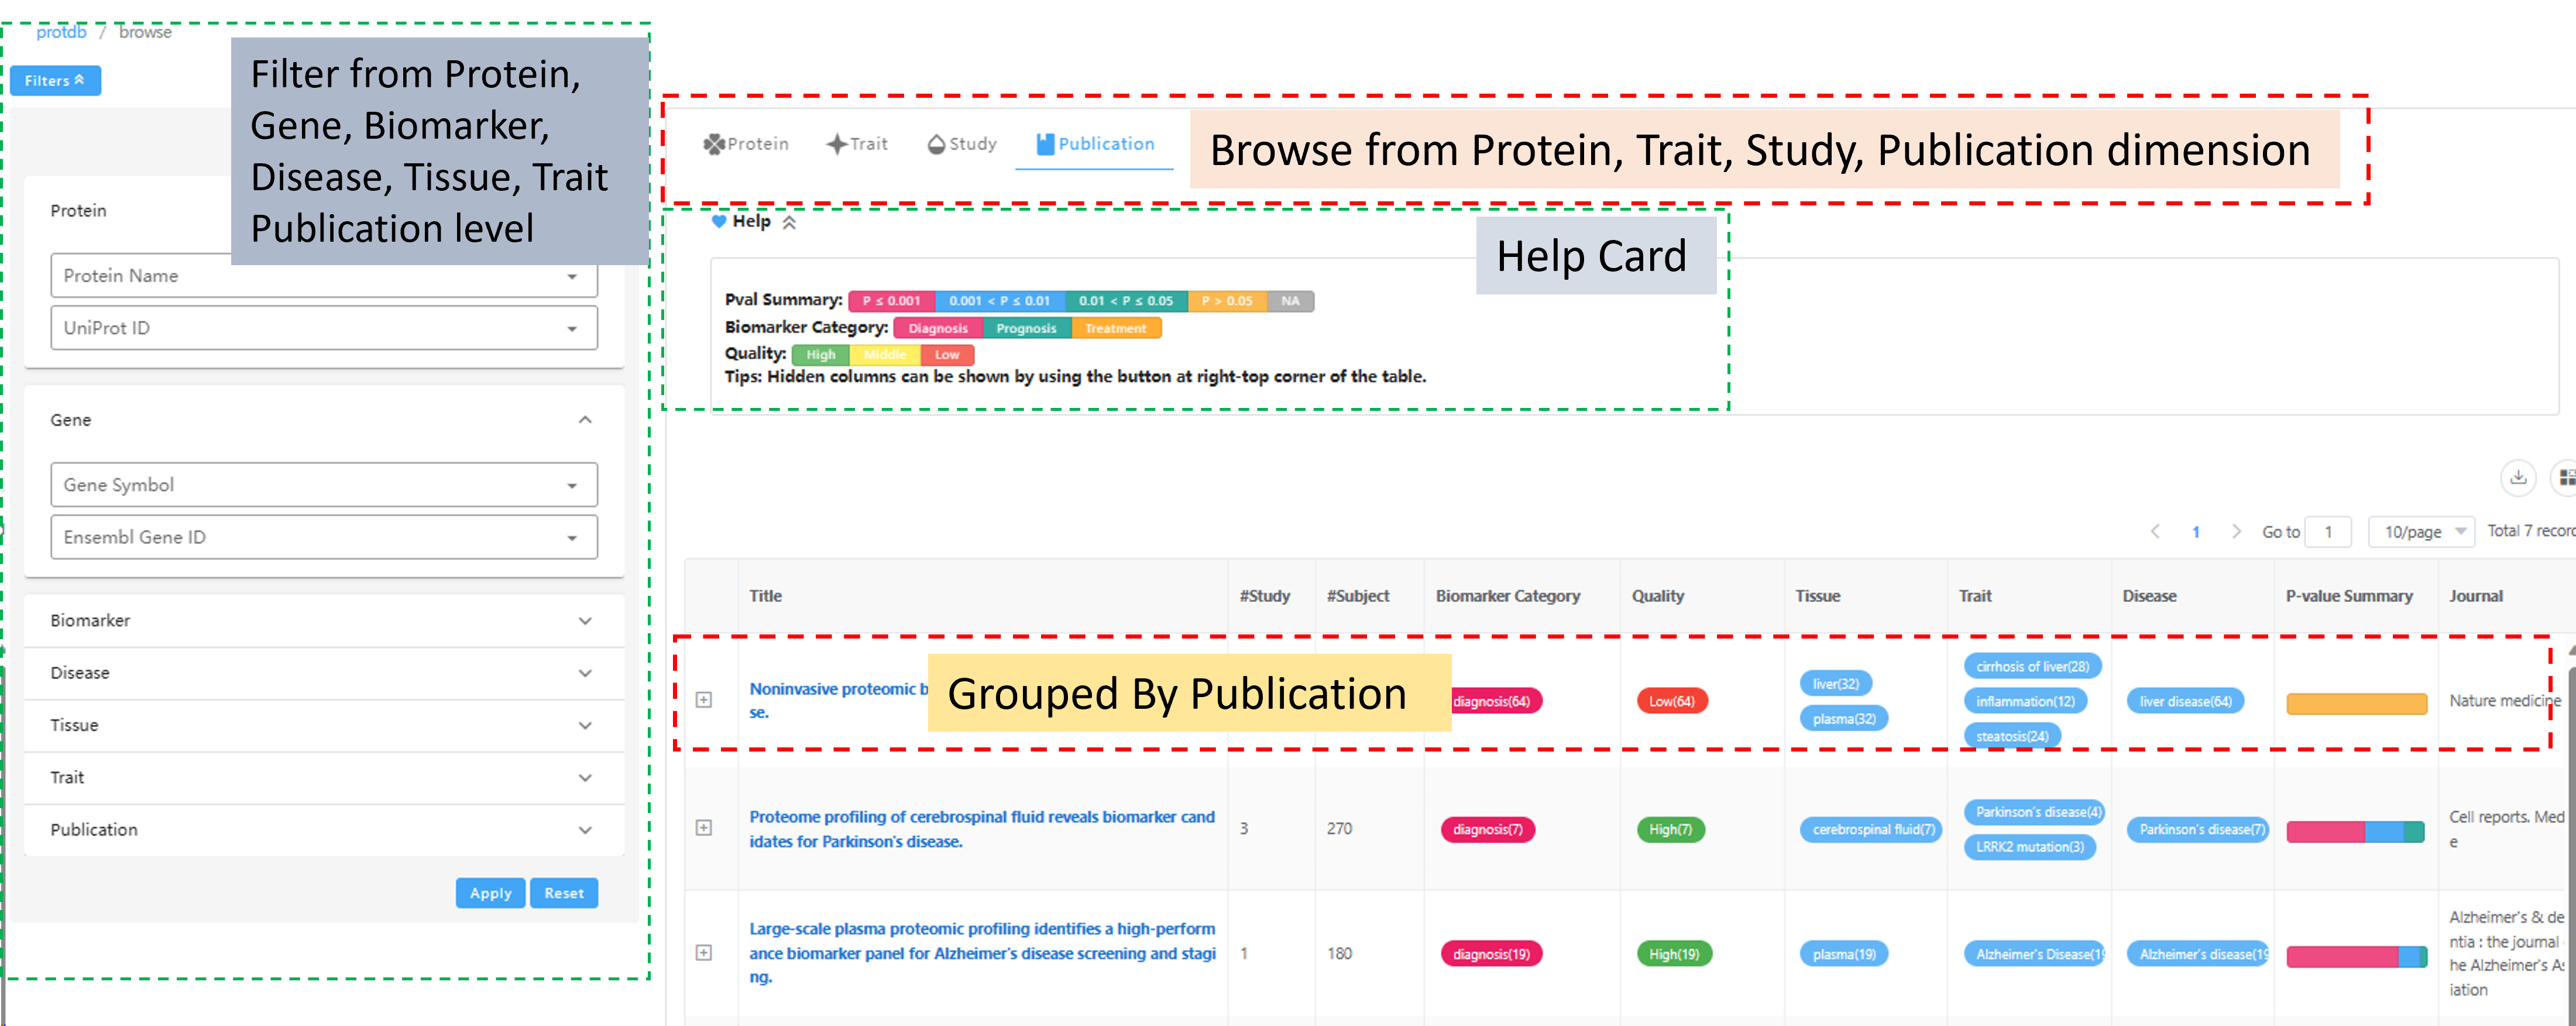 protdb / browse
Filters
Filter from Protein,
Gene, Biomarker,
Disease, Tissue, Trait
Publication level
Protein
Protein Name
UniProt ID
Gene
Gene Symbol
Ensembl Gene ID
Biomarker
Disease
Tissue
Trait
Publication
Apply Reset
Protein Trait Study Publication
Browse from Protein, Trait, Study, Publication dimension
Help
Help Card
Pval Summary: P ≤ 0.001 0.001 < P ≤ 0.01 0.01 < P ≤ 0.05 P > 0.05 NA
Biomarker Category: Diagnosis Prognosis Treatment
Quality: High Middle Low
Tips: Hidden columns can be shown by using the button at right-top corner of the table.
< 1 > Go to 1 10/page Total 7 recor
Title #Study #Subject Biomarker Category Quality Tissue Trait Disease P-value Summary Journal
Noninvasive proteomic b
se.
Grouped By Publication
diagnosis(64)
Low(64)
liver(32)
plasma(32)
cirrhosis of liver(28)
inflammation(12)
steatosis(24)
liver disease(64)
Nature medicine
Proteome profiling of cerebrospinal fluid reveals biomarker cand
idates for Parkinson's disease.
3
270
diagnosis(7)
High(7)
cerebrospinal fluid(7)
Parkinson's disease(4)
LRRK2 mutation(3)
Parkinson's disease(7)
Cell reports. Med
e
Large-scale plasma proteomic profiling identifies a high-perform
ance biomarker panel for Alzheimer's disease screening and stagi
ng.
1
180
diagnosis(19)
High(19)
plasma(19)
Alzheimer's Disease(1
Alzheimer's disease(19
Alzheimer's & de
ntia : the journal
he Alzheimer's As
iation